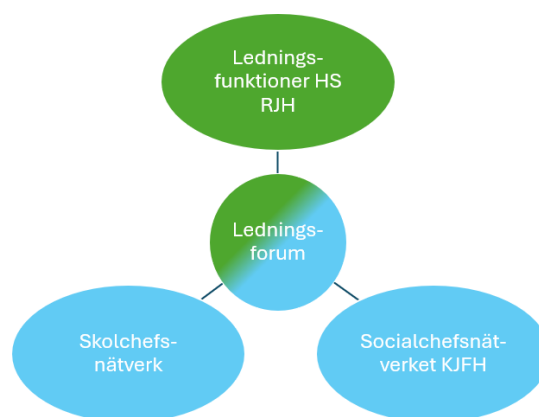 Lednings-
funktioner HS
RJH
Lednings-
forum
Skolchefs-
nätverk
Socialchefsnät-
verket KJFH